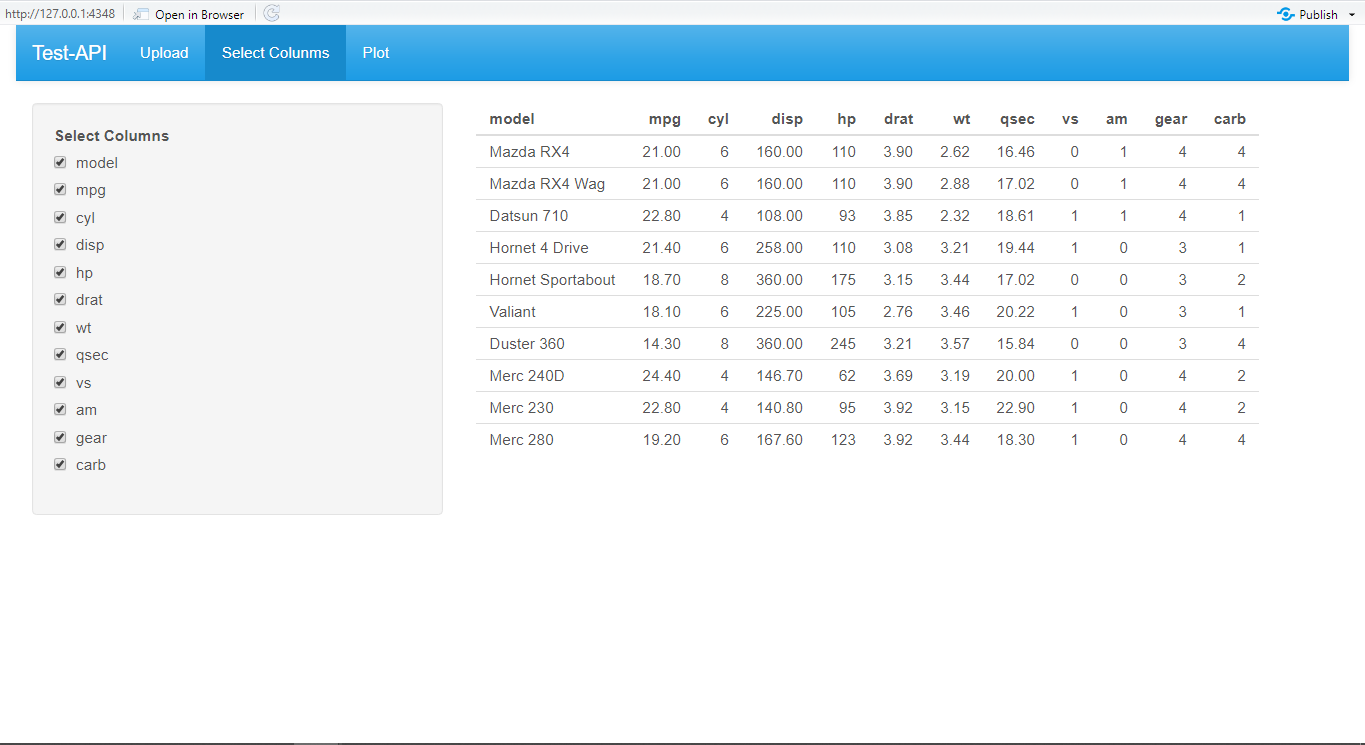 http://127.0.0.1:4348 Open in Browser Publish
Test-API Upload Select Colunms Plot
Select Columns
model
mpg
cyl
disp
hp
drat
wt
qsec
vs
am
gear
carb
model mpg cyl disp hp drat wt qsec vs am gear carb
Mazda RX4 21.00 6 160.00 110 3.90 2.62 16.46 0 1 4 4
Mazda RX4 Wag 21.00 6 160.00 110 3.90 2.88 17.02 0 1 4 4
Datsun 710 22.80 4 108.00 93 3.85 2.32 18.61 1 1 4 1
Hornet 4 Drive 21.40 6 258.00 110 3.08 3.21 19.44 1 0 3 1
Hornet Sportabout 18.70 8 360.00 175 3.15 3.44 17.02 0 0 3 2
Valiant 18.10 6 225.00 105 2.76 3.46 20.22 1 0 3 1
Duster 360 14.30 8 360.00 245 3.21 3.57 15.84 0 0 3 4
Merc 240D 24.40 4 146.70 62 3.69 3.19 20.00 1 0 4 2
Merc 230 22.80 4 140.80 95 3.92 3.15 22.90 1 0 4 2
Merc 280 19.20 6 167.60 123 3.92 3.44 18.30 1 0 4 4